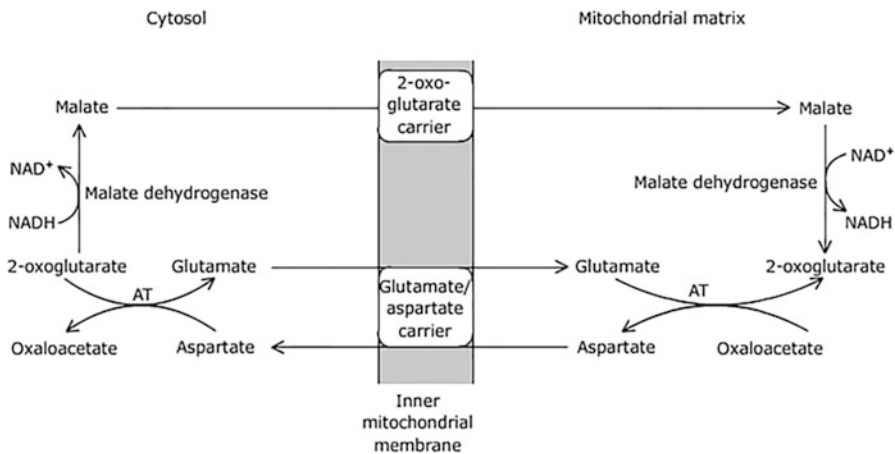 Cytosol
Mitochondrial matrix
2-oxo-
glutarate
carrier
Malate
Malate
NAD⁺
Malate dehydrogenase
NADH
NAD⁺
Malate dehydrogenase
NADH
2-oxoglutarate
Glutamate
Glutamate
2-oxoglutarate
AT
Glutamate/
aspartate
carrier
AT
Oxaloacetate
Aspartate
Aspartate
Oxaloacetate
Inner
mitochondrial
membrane